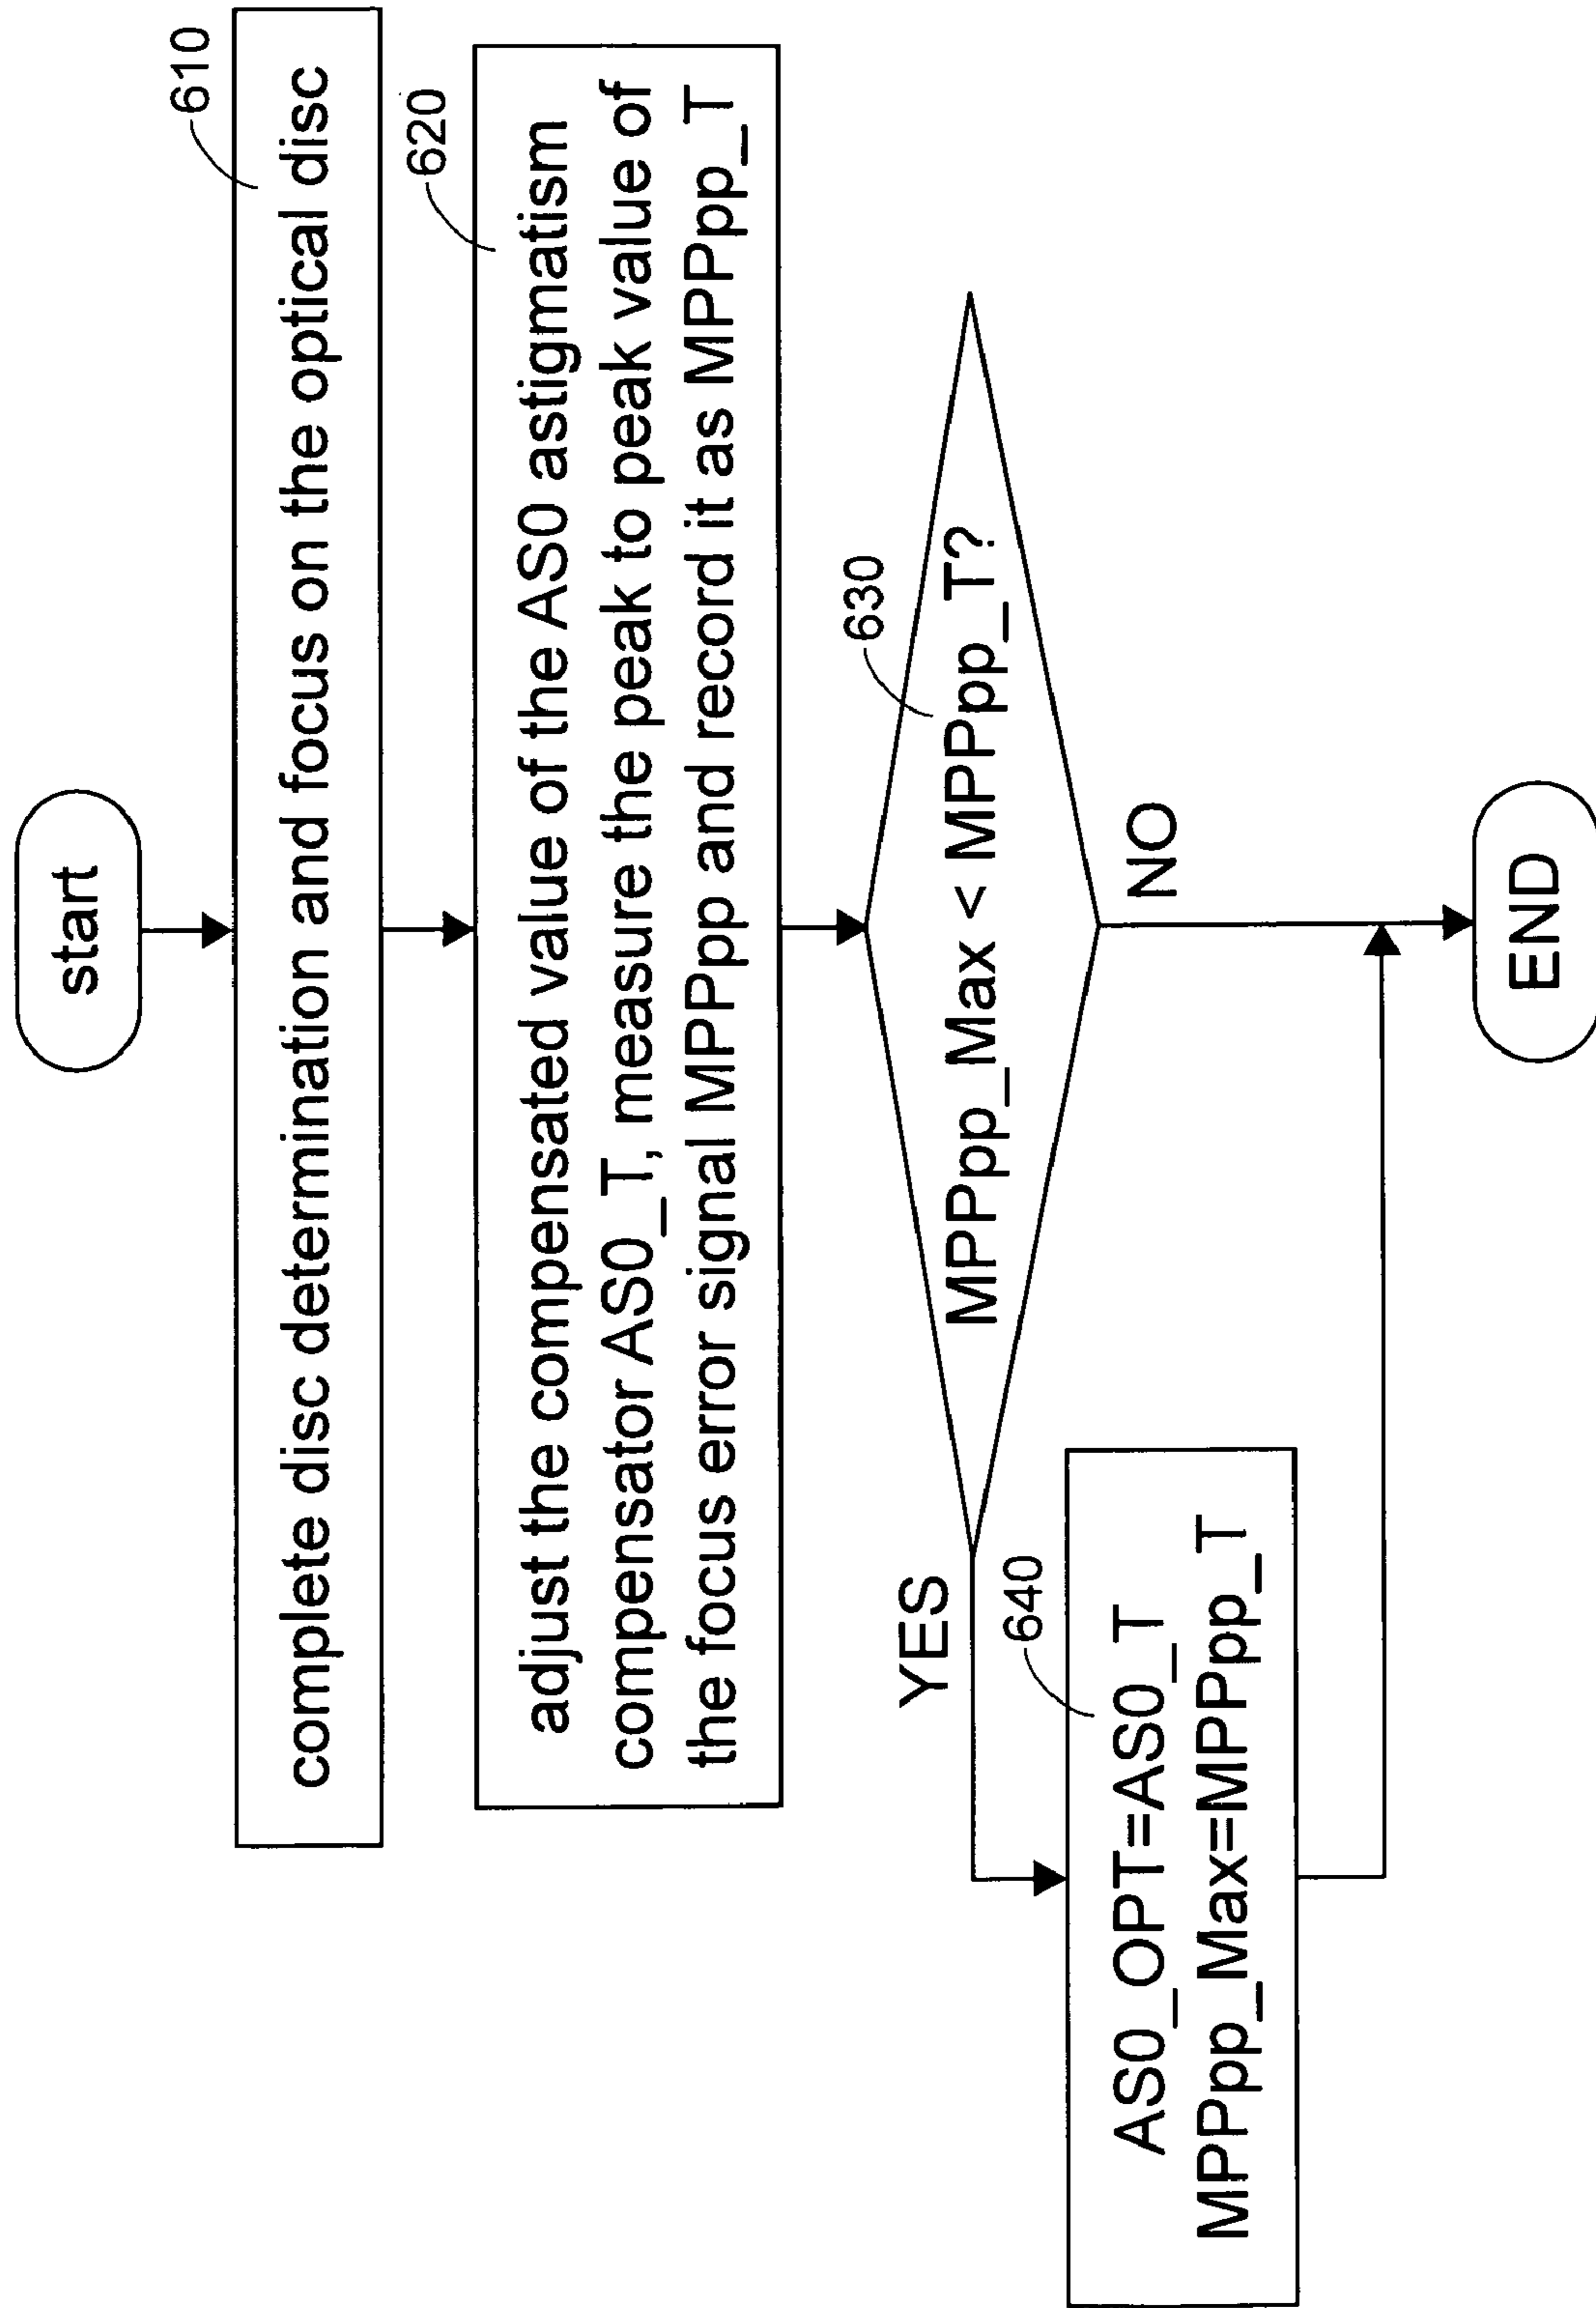 start
610
complete disc determination and focus on the optical disc
620
adjust the compensated value of the AS0 astigmatism
compensator AS0_T, measure the peak to peak value of
the focus error signal MPPpp and record it as MPPpp_T
630
MPPpp_Max < MPPpp_T?
YES
NO
640
AS0_OPT=AS0_T
MPPpp_Max=MPPpp_T
END